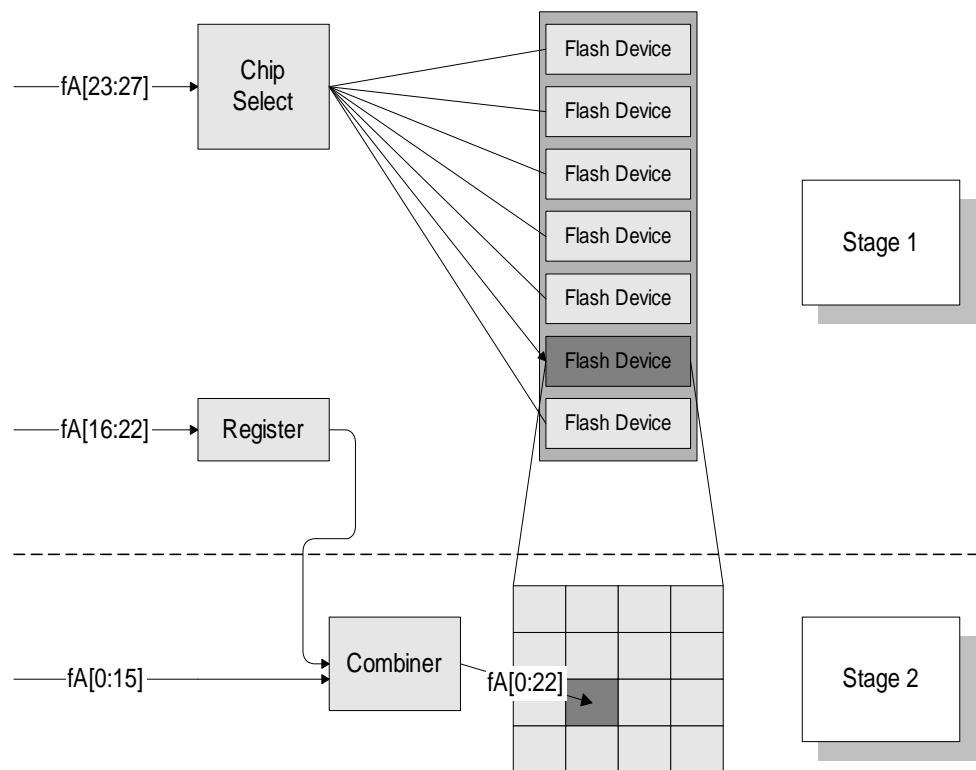 fA[23:27]
Chip
Select
Flash Device
Flash Device
Flash Device
Flash Device
Flash Device
Flash Device
Flash Device
Stage 1
fA[16:22]
Register
fA[0:15]
Combiner
fA[0:22]
Stage 2